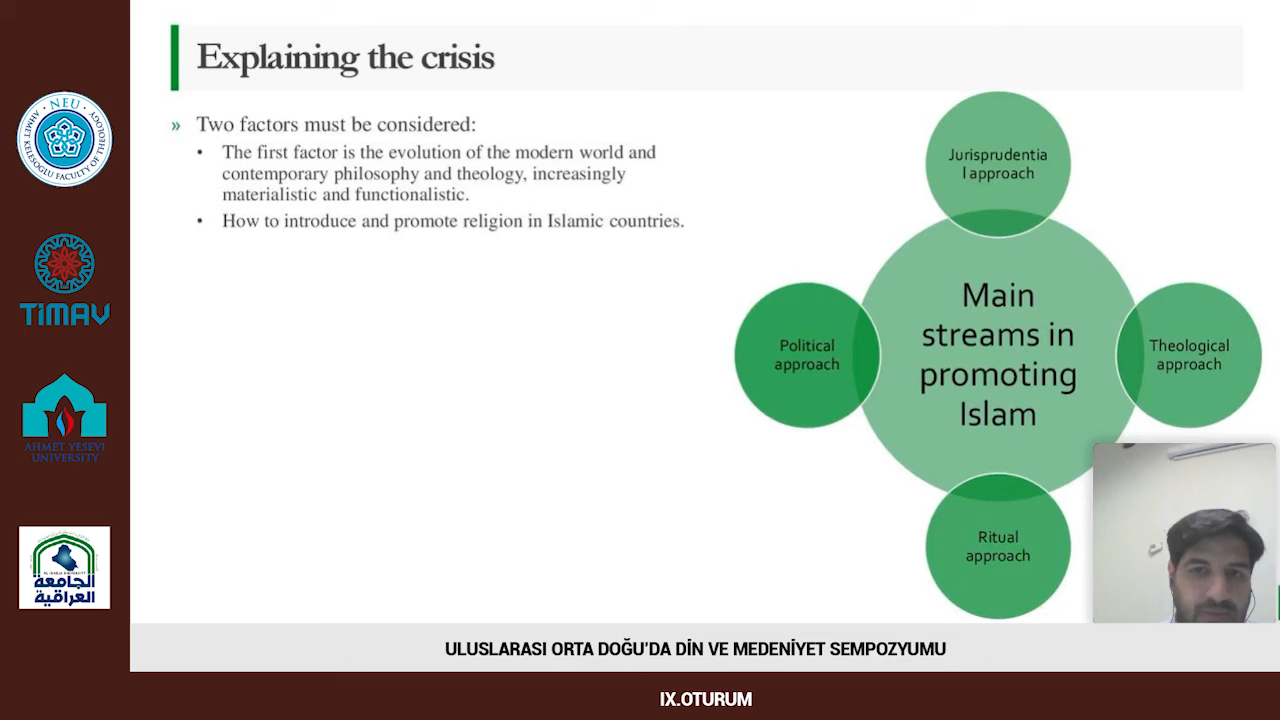 Explaining the crisis
» Two factors must be considered:
• The first factor is the evolution of the modern world and
contemporary philosophy and theology, increasingly
materialistic and functionalistic.
• How to introduce and promote religion in Islamic countries.
Jurisprudentia
l approach
Main
streams in
promoting
Islam
Political
approach
Theological
approach
Ritual
approach
· NEU ·
AHMET KELEŞOĞLU FACULTY OF THEOLOGY
TİMAV
AHMET YESEVI
UNIVERSITY
الجامعة
العراقية
ULUSLARASI ORTA DOĞU'DA DİN VE MEDENİYET SEMPOZYUMU
IX.OTURUM